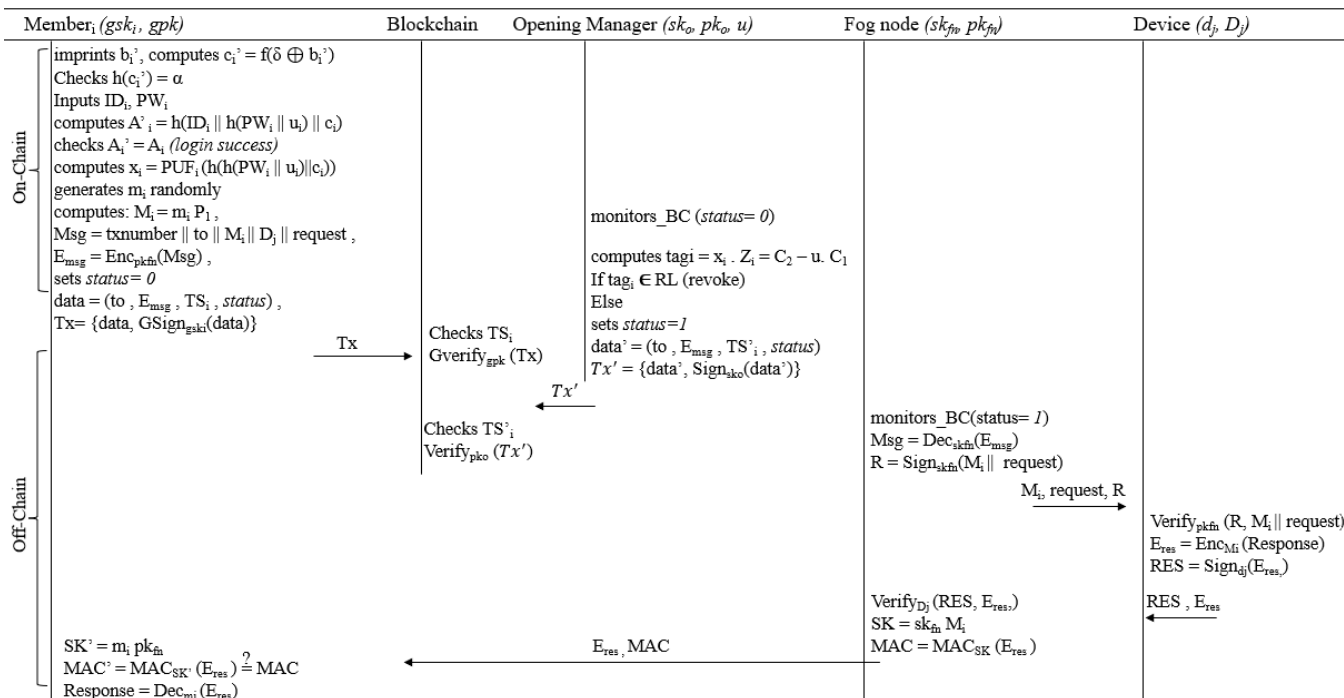 Member_i (gsk_i, gpk) Blockchain Opening Manager (sk_o, pk_o, u) Fog node (sk_fn, pk_fn) Device (d_j, D_j)
On-Chain
imprints b_i’, computes c_i’ = f(δ ⊕ b_i’)
Checks h(c_i’) = α
Inputs ID_i, PW_i
computes A’_i = h(ID_i || h(PW_i || u_i) || c_i)
checks A_i’ = A_i (login success)
computes x_i = PUF_i (h(h(PW_i || u_i)||c_i))
generates m_i randomly
computes: M_i = m_i P_1 ,
Msg = txnumber || to || M_i || D_j || request ,
E_msg = Enc_pkfn(Msg) ,
sets status= 0
data = (to , E_msg , TS_i , status) ,
Tx= {data, GSign_gski(data)}
Tx
Checks TS_i
Gverify_gpk (Tx)
monitors_BC (status= 0)
computes tagi = x_i . Z_i = C_2 – u. C_1
If tag_i ∈ RL (revoke)
Else
sets status=1
data’ = (to , E_msg , TS’_i , status)
Tx′ = {data’, Sign_sko(data’)}
Tx′
Checks TS’_i
Verify_pko (Tx′)
Off-Chain
monitors_BC(status= 1)
Msg = Dec_skfn(E_msg)
R = Sign_skfn(M_i || request)
M_i, request, R
Verify_pkfn (R, M_i || request)
E_res = Enc_Mi (Response)
RES = Sign_dj(E_res,)
RES , E_res
Verify_Dj (RES, E_res,)
SK = sk_fn M_i
MAC = MAC_SK (E_res)
E_res , MAC
SK’ = m_i pk_fn
MAC’ = MAC_SK’ (E_res) ≟ MAC
Response = Dec_mi (E_res)